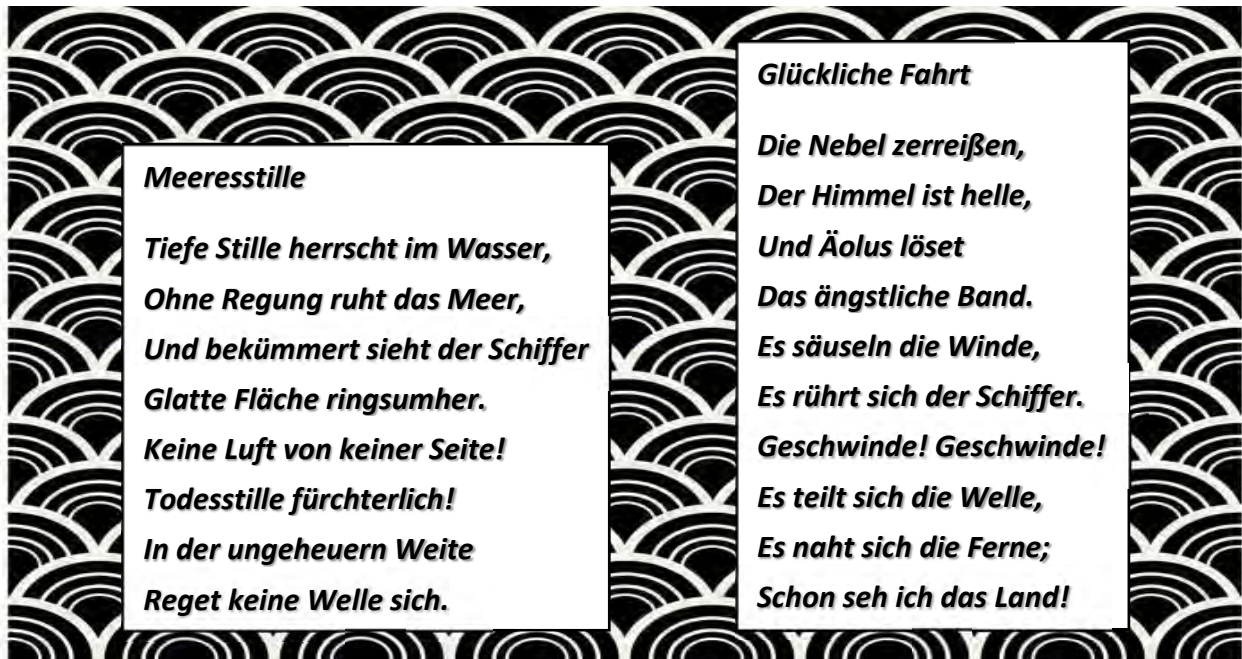 Meeresstille
Tiefe Stille herrscht im Wasser,
Ohne Regung ruht das Meer,
Und bekümmert sieht der Schiffer
Glatte Fläche ringsumher.
Keine Luft von keiner Seite!
Todesstille fürchterlich!
In der ungeheuern Weite
Reget keine Welle sich.
Glückliche Fahrt
Die Nebel zerreißen,
Der Himmel ist helle,
Und Äolus löset
Das ängstliche Band.
Es säuseln die Winde,
Es rührt sich der Schiffer.
Geschwinde! Geschwinde!
Es teilt sich die Welle,
Es naht sich die Ferne;
Schon seh ich das Land!